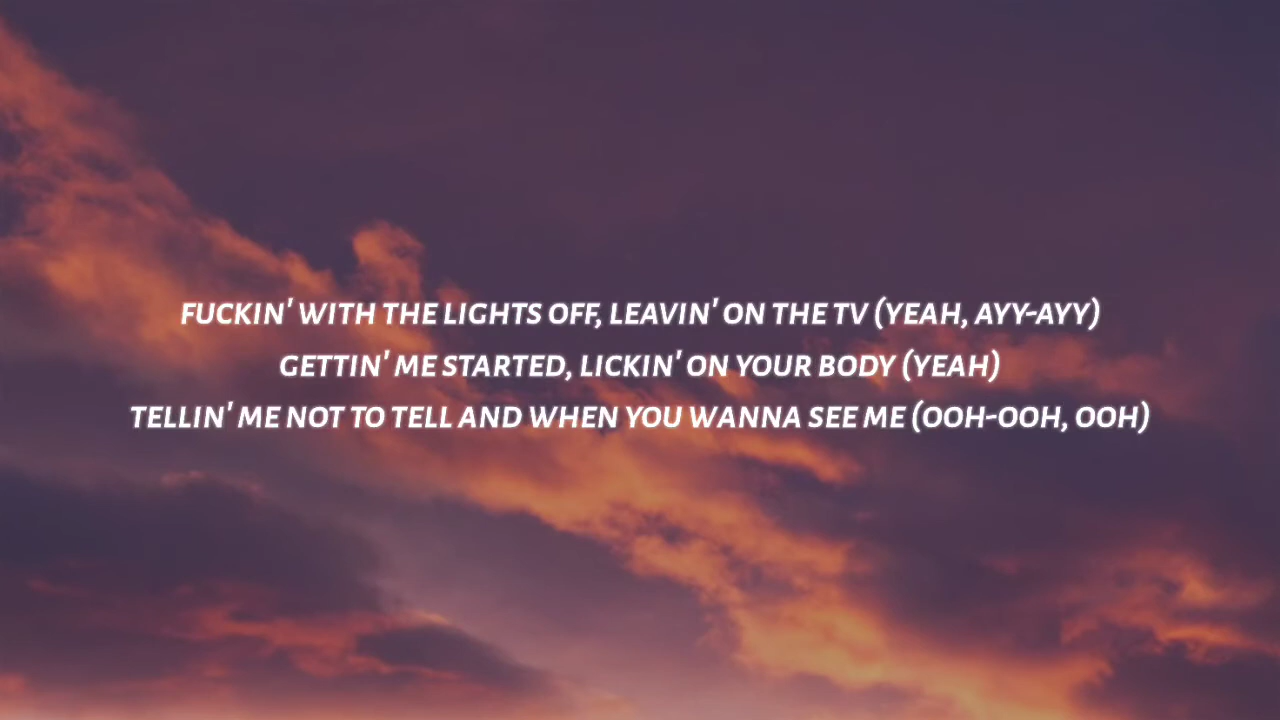 FUCKIN' WITH THE LIGHTS OFF, LEAVIN' ON THE TV (YEAH, AYY-AYY)
GETTIN' ME STARTED, LICKIN' ON YOUR BODY (YEAH)
TELLIN' ME NOT TO TELL AND WHEN YOU WANNA SEE ME (OOH-OOH, OOH)